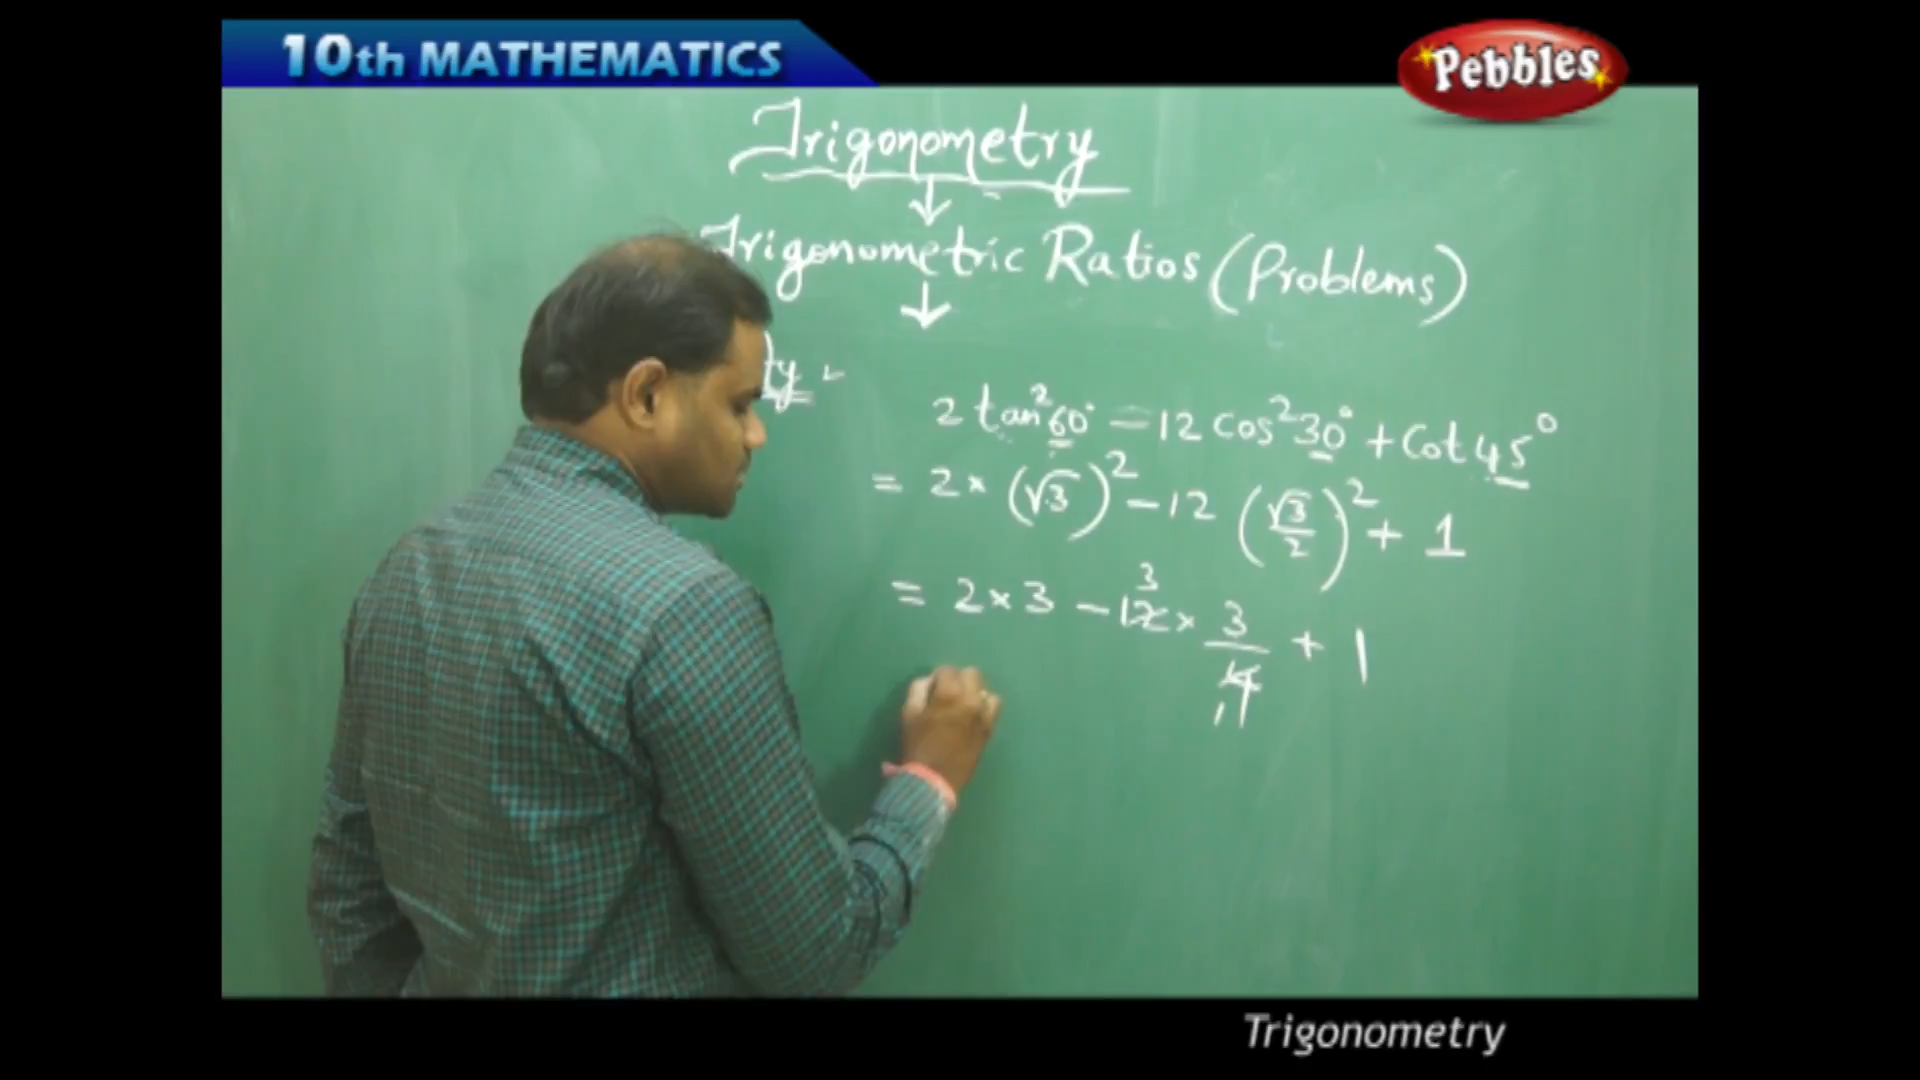 10th MATHEMATICS
Pebbles
Trigonometry
↓
Trigonometric Ratios (Problems)
↓
2 tan²60° – 12 cos²30° + Cot 45°
= 2 × (√3)² – 12 (√3/2)² + 1
= 2 × 3 – 12 × 3/4 + 1
Trigonometry